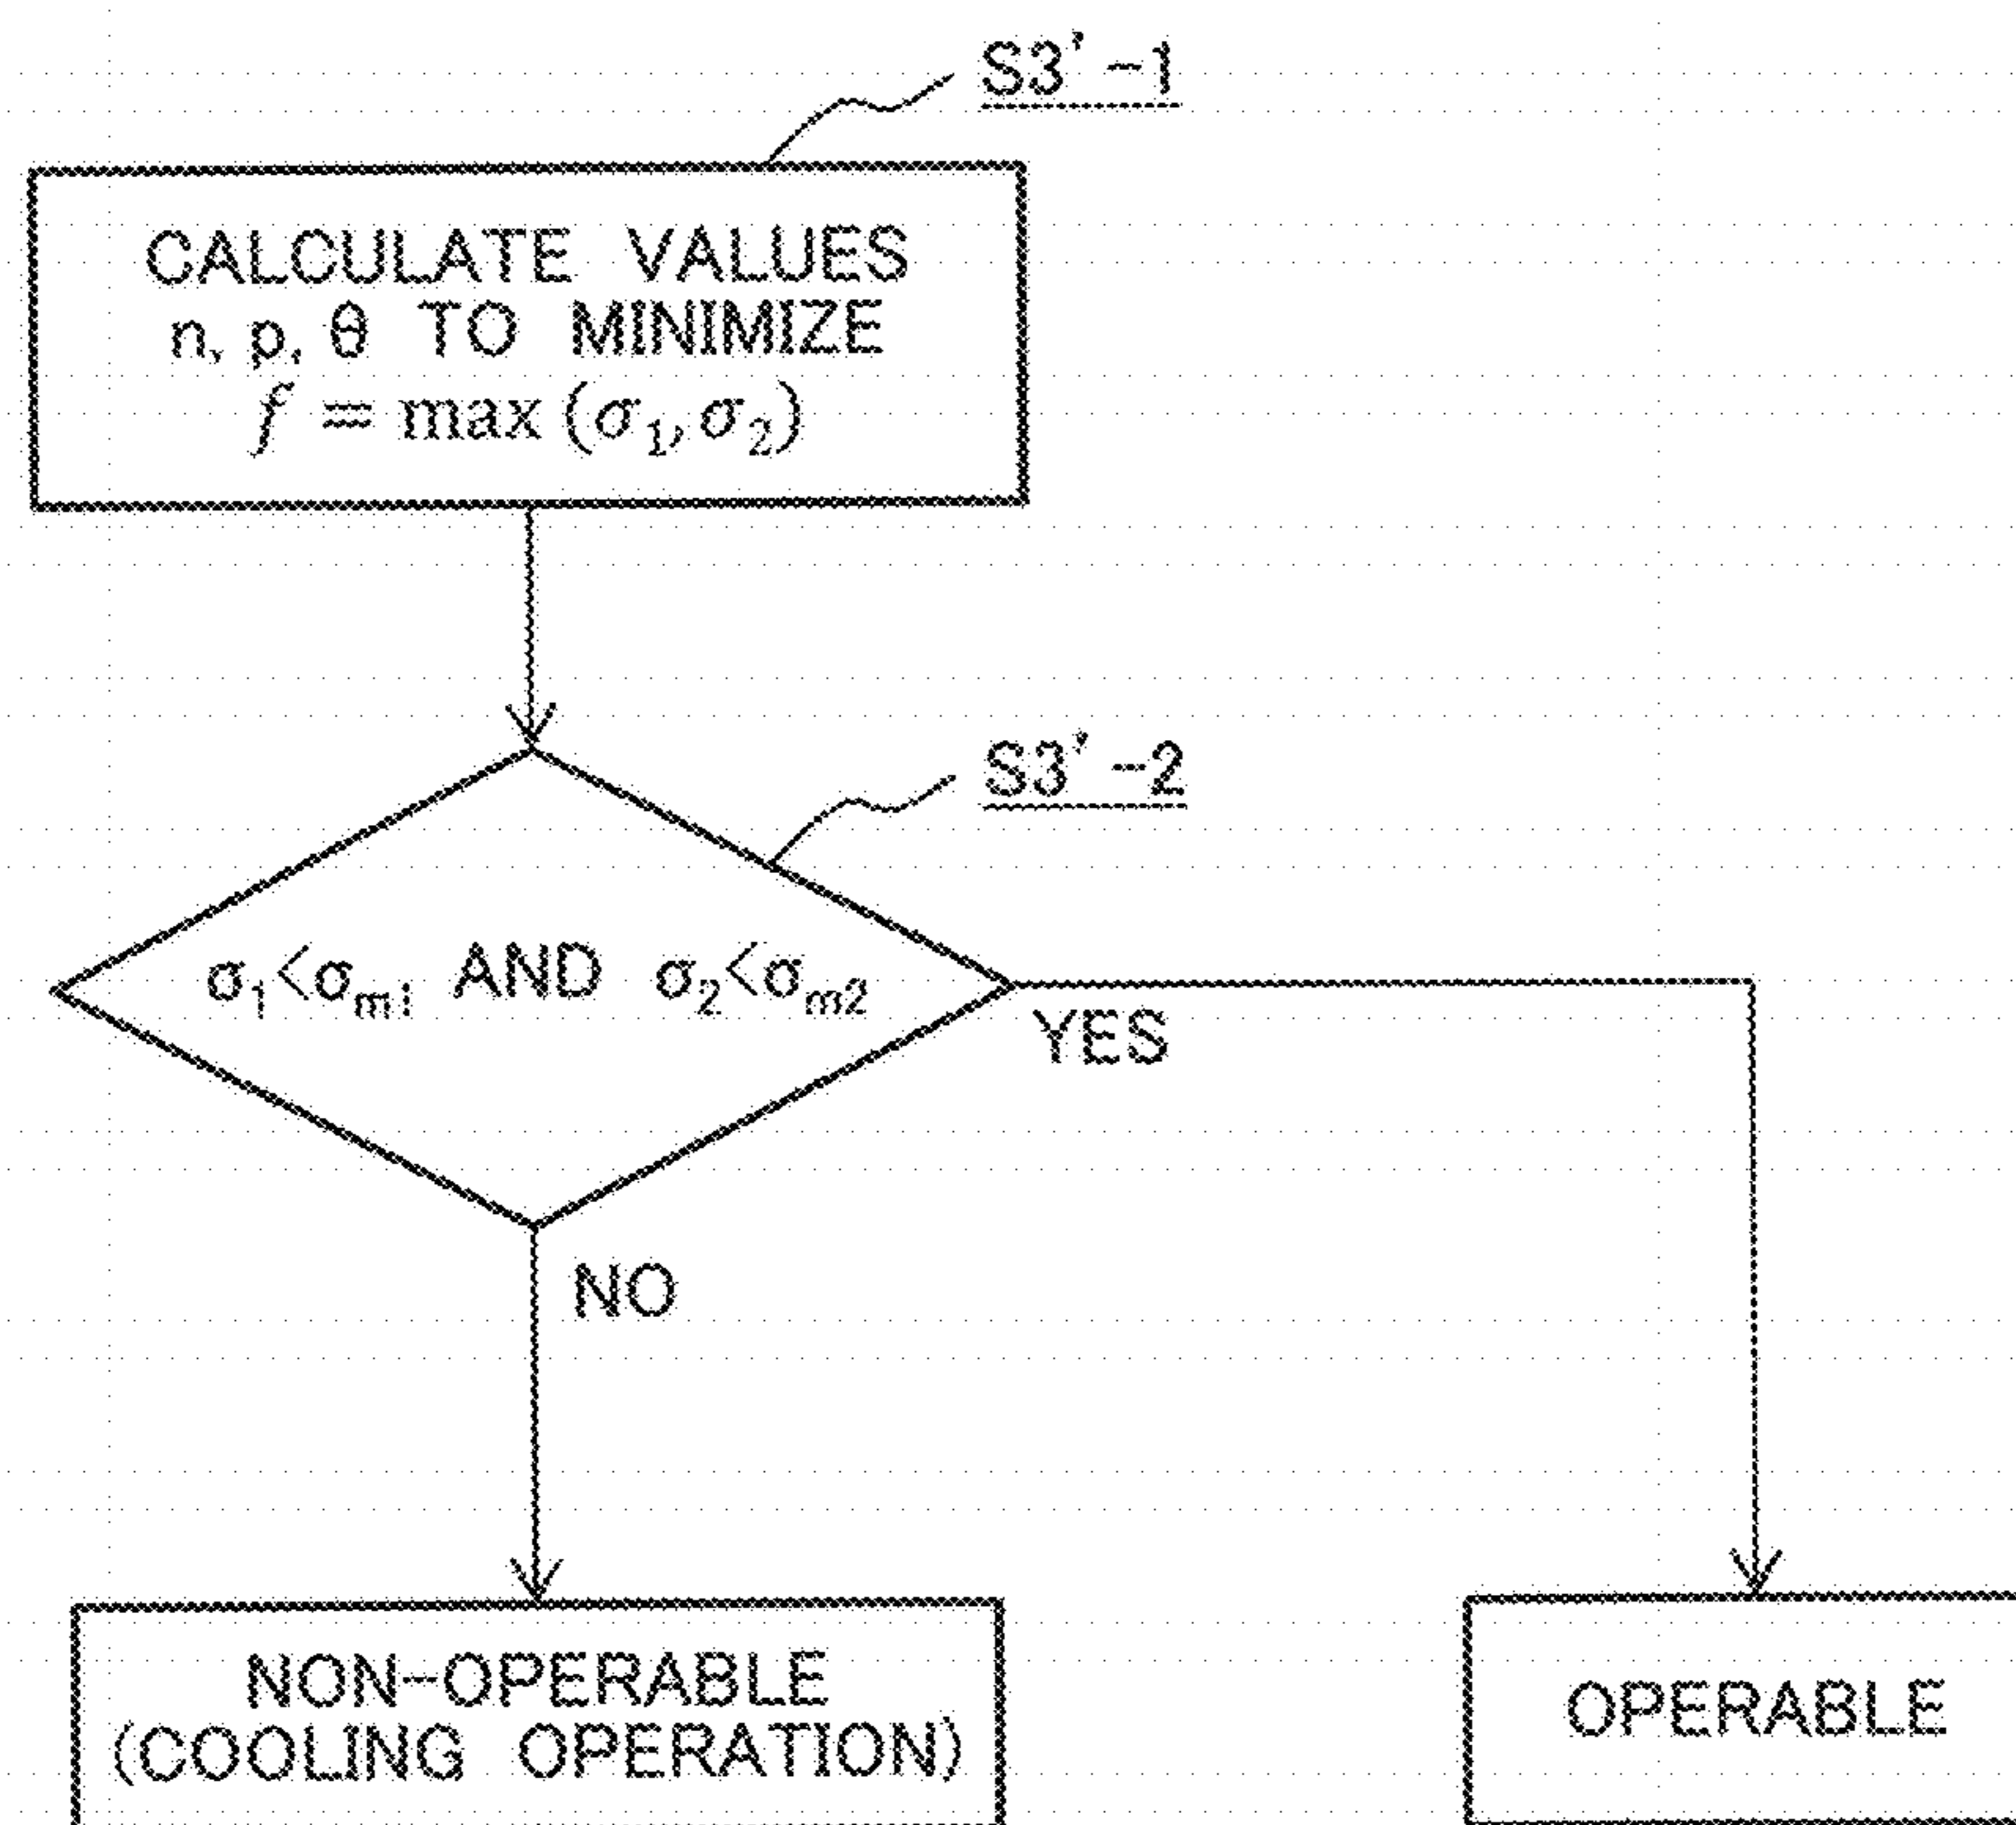 S3'-1
CALCULATE VALUES
n, p, θ TO MINIMIZE
f = max (σ₁, σ₂)
S3'-2
σ₁<σₘ₁ AND σ₂<σₘ₂
YES
NO
NON-OPERABLE
(COOLING OPERATION)
OPERABLE